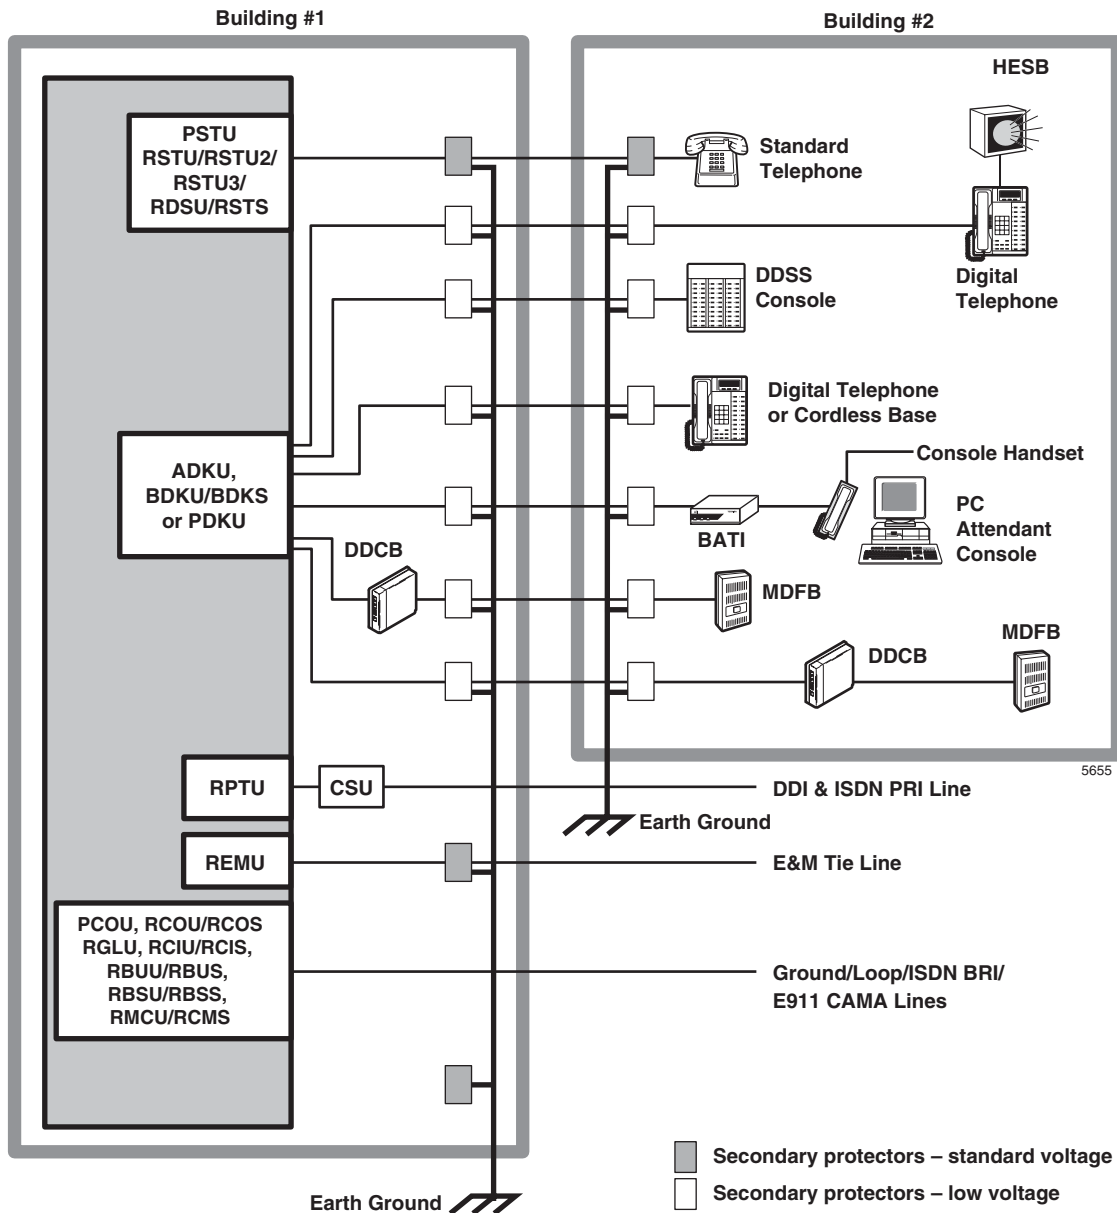 Building #1
Building #2
HESB
PSTU
RSTU/RSTU2/
RSTU3/
RDSU/RSTS
Standard
Telephone
DDSS
Console
Digital
Telephone
Digital Telephone
or Cordless Base
ADKU,
BDKU/BDKS
or PDKU
Console Handset
PC
Attendant
Console
BATI
DDCB
MDFB
DDCB
MDFB
5655
RPTU
CSU
DDI & ISDN PRI Line
Earth Ground
REMU
E&M Tie Line
PCOU, RCOU/RCOS
RGLU, RCIU/RCIS,
RBUU/RBUS,
RBSU/RBSS,
RMCU/RCMS
Ground/Loop/ISDN BRI/
E911 CAMA Lines
Secondary protectors – standard voltage
Secondary protectors – low voltage
Earth Ground